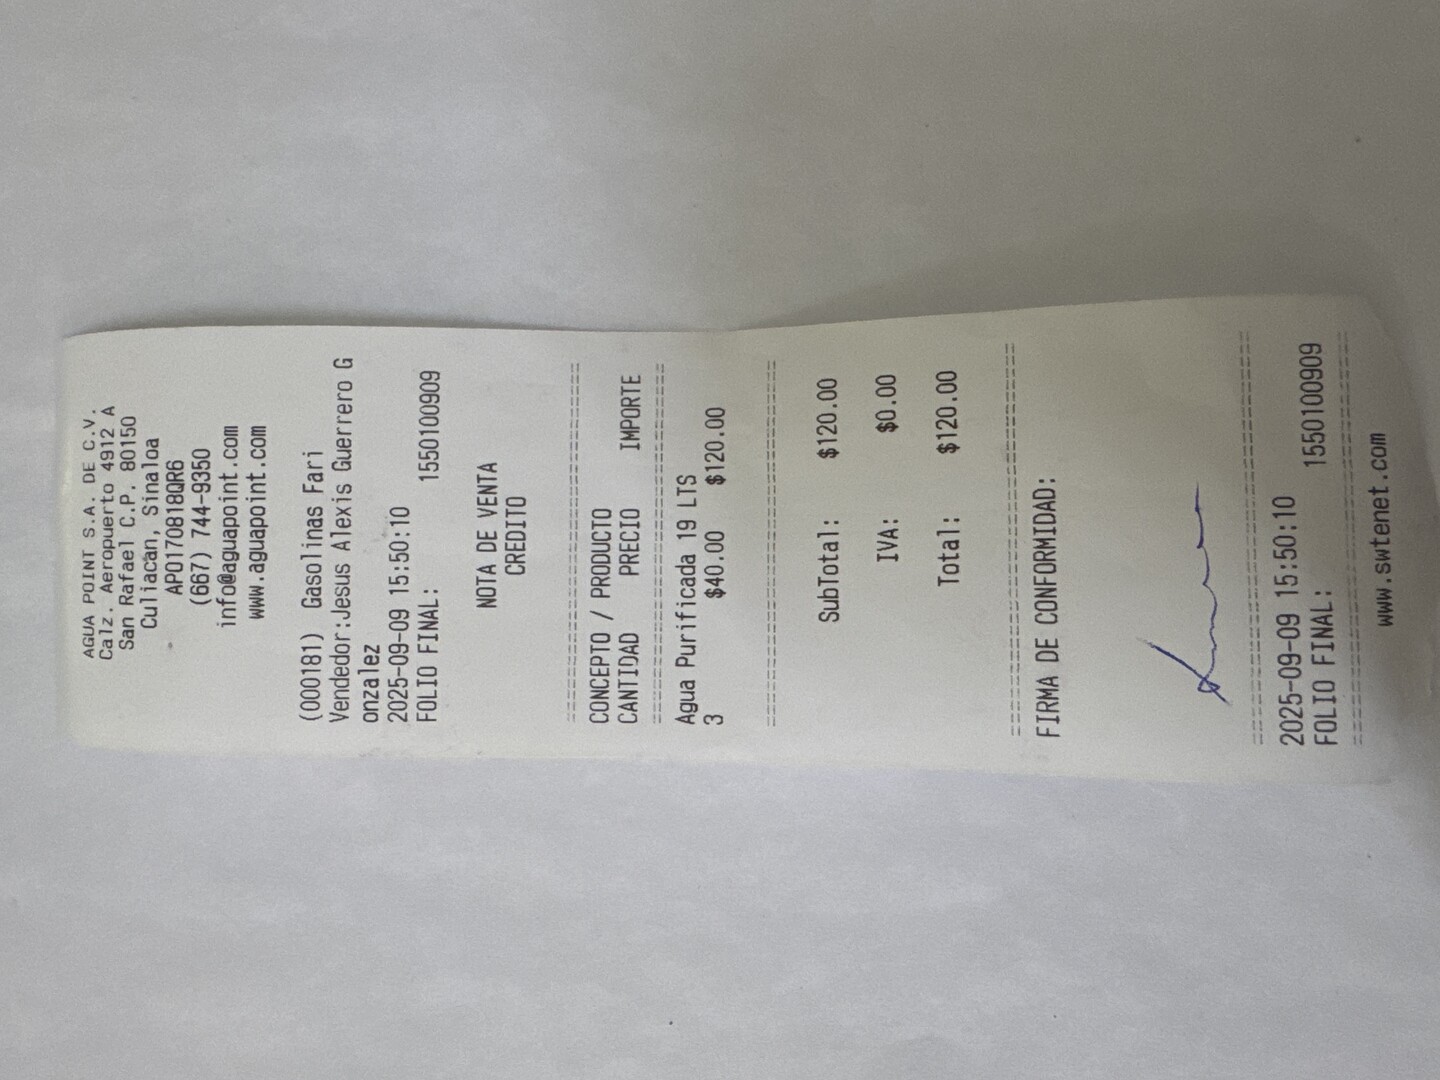 AGUA POINT S.A. DE C.V.
Calz. Aeropuerto 4912 A
San Rafael C.P. 80150
Culiacán, Sinaloa
APO170818QR6
(667) 744-9350
info@aguapoint.com
www.aguapoint.com
(000181) Gasolinas Fari
Vendedor:Jesus Alexis Guerrero G
onzalez
2025-09-09 15:50:10
FOLIO FINAL: 1550100909
NOTA DE VENTA
CREDITO
================================
CONCEPTO / PRODUCTO
CANTIDAD PRECIO IMPORTE
================================
Agua Purificada 19 LTS
3 $40.00 $120.00
================================
SubTotal: $120.00
IVA: $0.00
Total: $120.00
================================
FIRMA DE CONFORMIDAD:
================================
2025-09-09 15:50:10
FOLIO FINAL: 1550100909
================================
www.swtenet.com